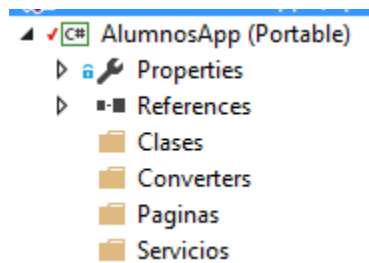 C# AlumnosApp (Portable)
Properties
References
Clases
Converters
Paginas
Servicios